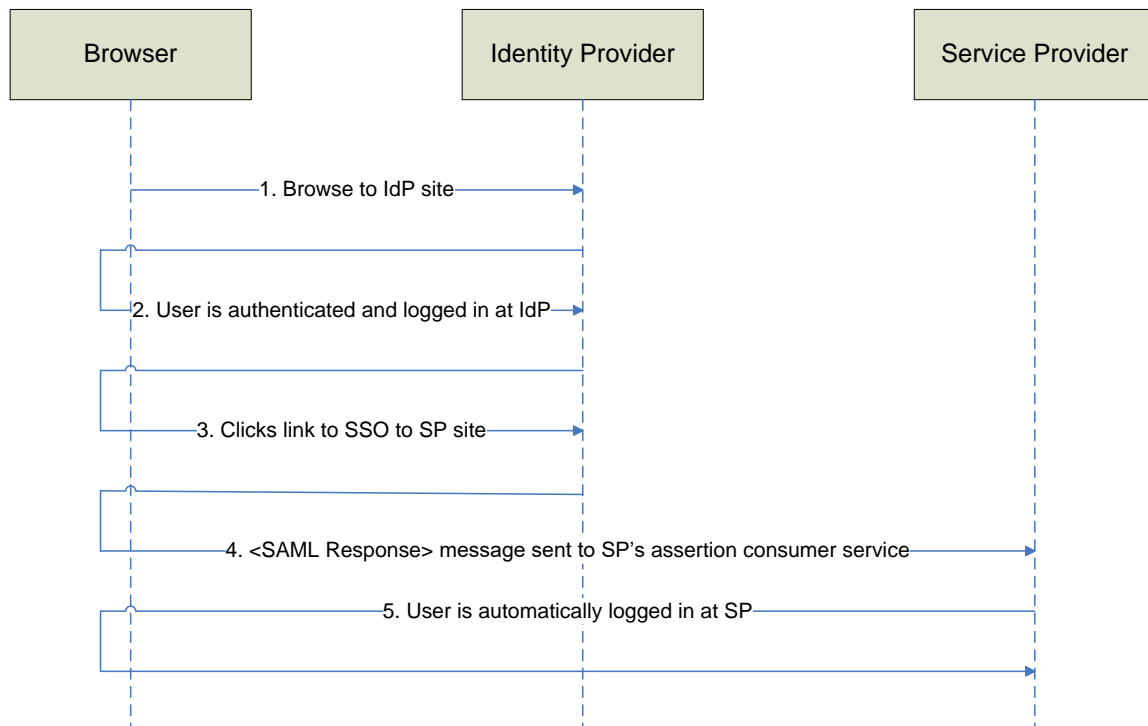 Browser
Identity Provider
Service Provider
1. Browse to IdP site
2. User is authenticated and logged in at IdP
3. Clicks link to SSO to SP site
4. <SAML Response> message sent to SP’s assertion consumer service
5. User is automatically logged in at SP